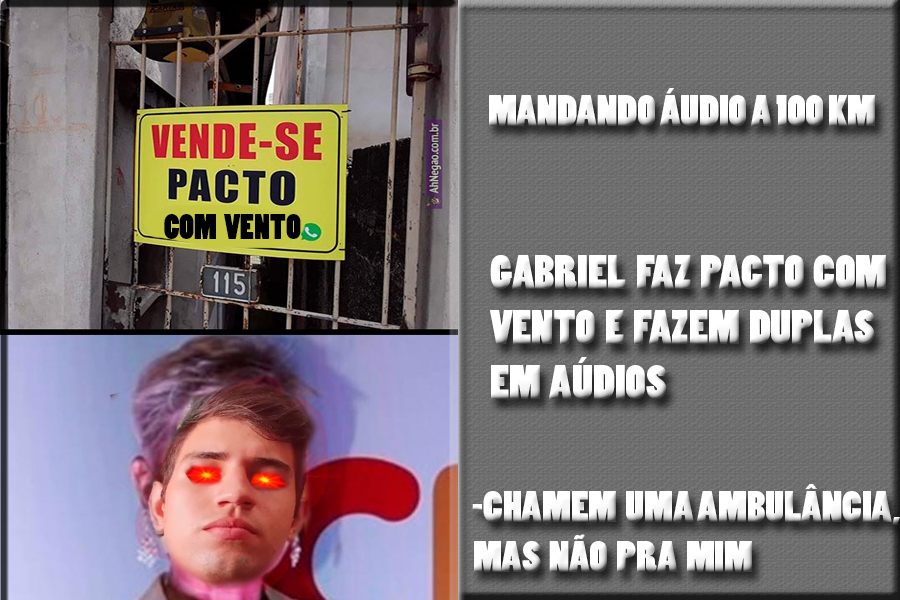 VENDE-SE
PACTO
COM VENTO
115
AhNegao.com.br
MANDANDO ÁUDIO A 100 KM
GABRIEL FAZ PACTO COM
VENTO E FAZEM DUPLAS
EM AÚDIOS
-CHAMEM UMA AMBULÂNCIA,
MAS NÃO PRA MIM